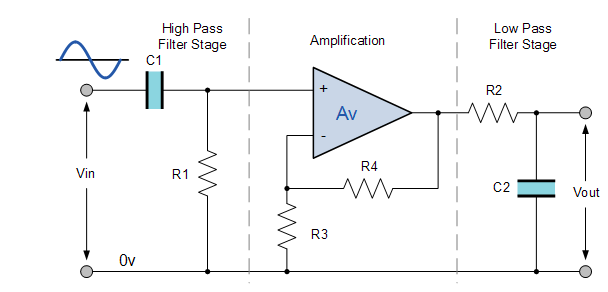 High Pass
Filter Stage
Amplification
Low Pass
Filter Stage
C1
R2
+
Av
-
R4
Vin
R1
C2
Vout
R3
0v